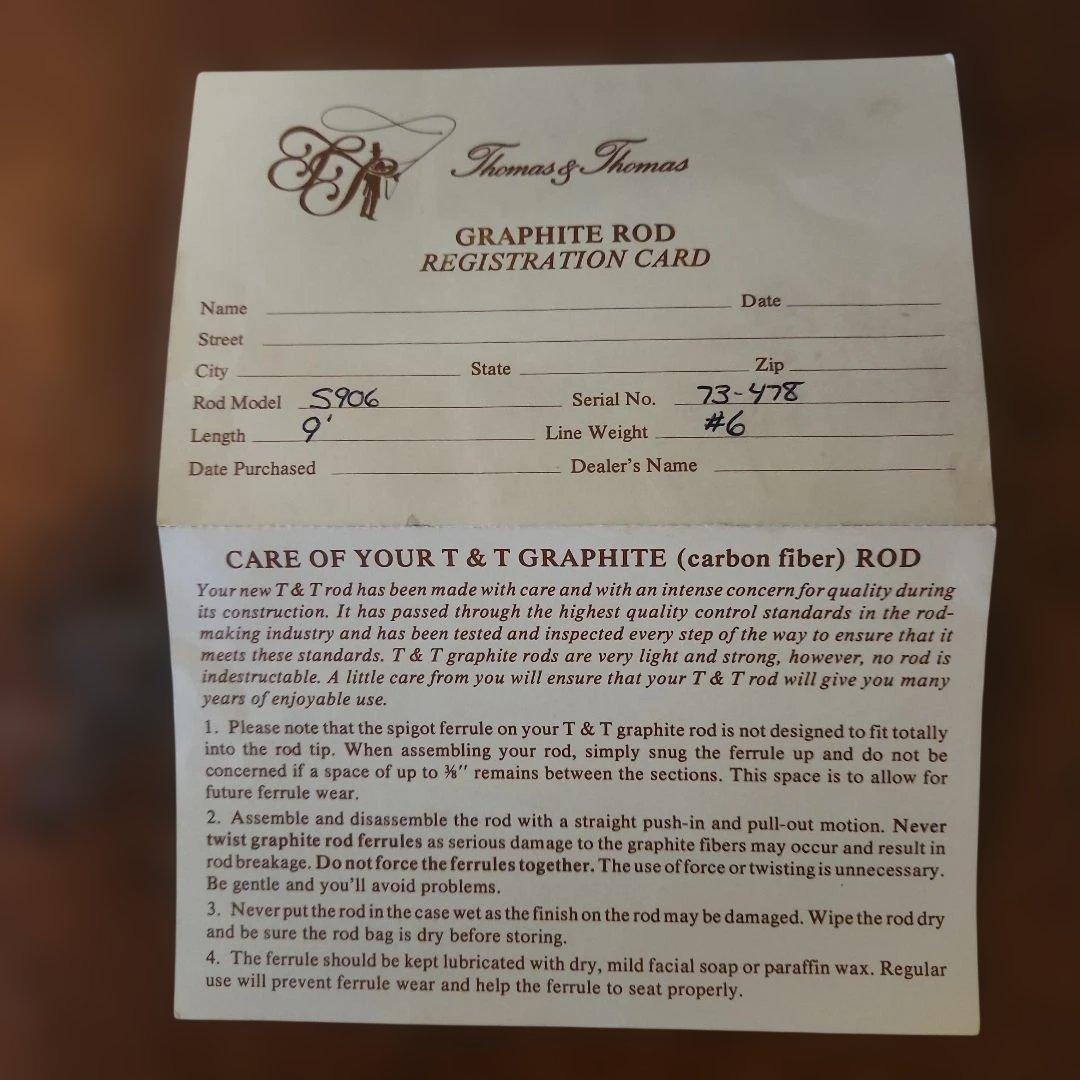 TT
Thomas & Thomas
GRAPHITE ROD
REGISTRATION CARD
Name Date
Street
City State Zip
Rod Model S906 Serial No. 73-478
Length 9' Line Weight #6
Date Purchased Dealer's Name
CARE OF YOUR T & T GRAPHITE (carbon fiber) ROD
Your new T & T rod has been made with care and with an intense concern for quality during
its construction. It has passed through the highest quality control standards in the rod-
making industry and has been tested and inspected every step of the way to ensure that it
meets these standards. T & T graphite rods are very light and strong, however, no rod is
indestructable. A little care from you will ensure that your T & T rod will give you many
years of enjoyable use.
1. Please note that the spigot ferrule on your T & T graphite rod is not designed to fit totally
into the rod tip. When assembling your rod, simply snug the ferrule up and do not be
concerned if a space of up to ⅜" remains between the sections. This space is to allow for
future ferrule wear.
2. Assemble and disassemble the rod with a straight push-in and pull-out motion. Never
twist graphite rod ferrules as serious damage to the graphite fibers may occur and result in
rod breakage. Do not force the ferrules together. The use of force or twisting is unnecessary.
Be gentle and you'll avoid problems.
3. Never put the rod in the case wet as the finish on the rod may be damaged. Wipe the rod dry
and be sure the rod bag is dry before storing.
4. The ferrule should be kept lubricated with dry, mild facial soap or paraffin wax. Regular
use will prevent ferrule wear and help the ferrule to seat properly.